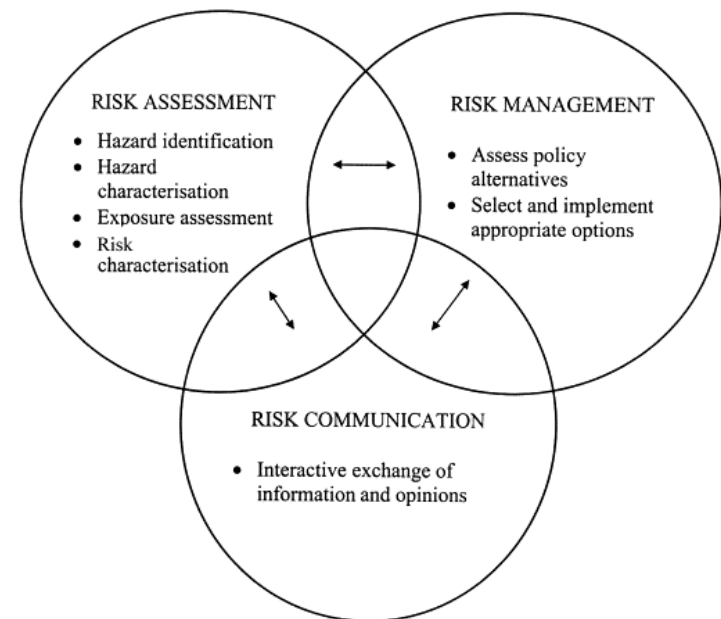 RISK ASSESSMENT
• Hazard identification
• Hazard
characterisation
• Exposure assessment
• Risk
characterisation
RISK MANAGEMENT
• Assess policy
alternatives
• Select and implement
appropriate options
RISK COMMUNICATION
• Interactive exchange of
information and opinions